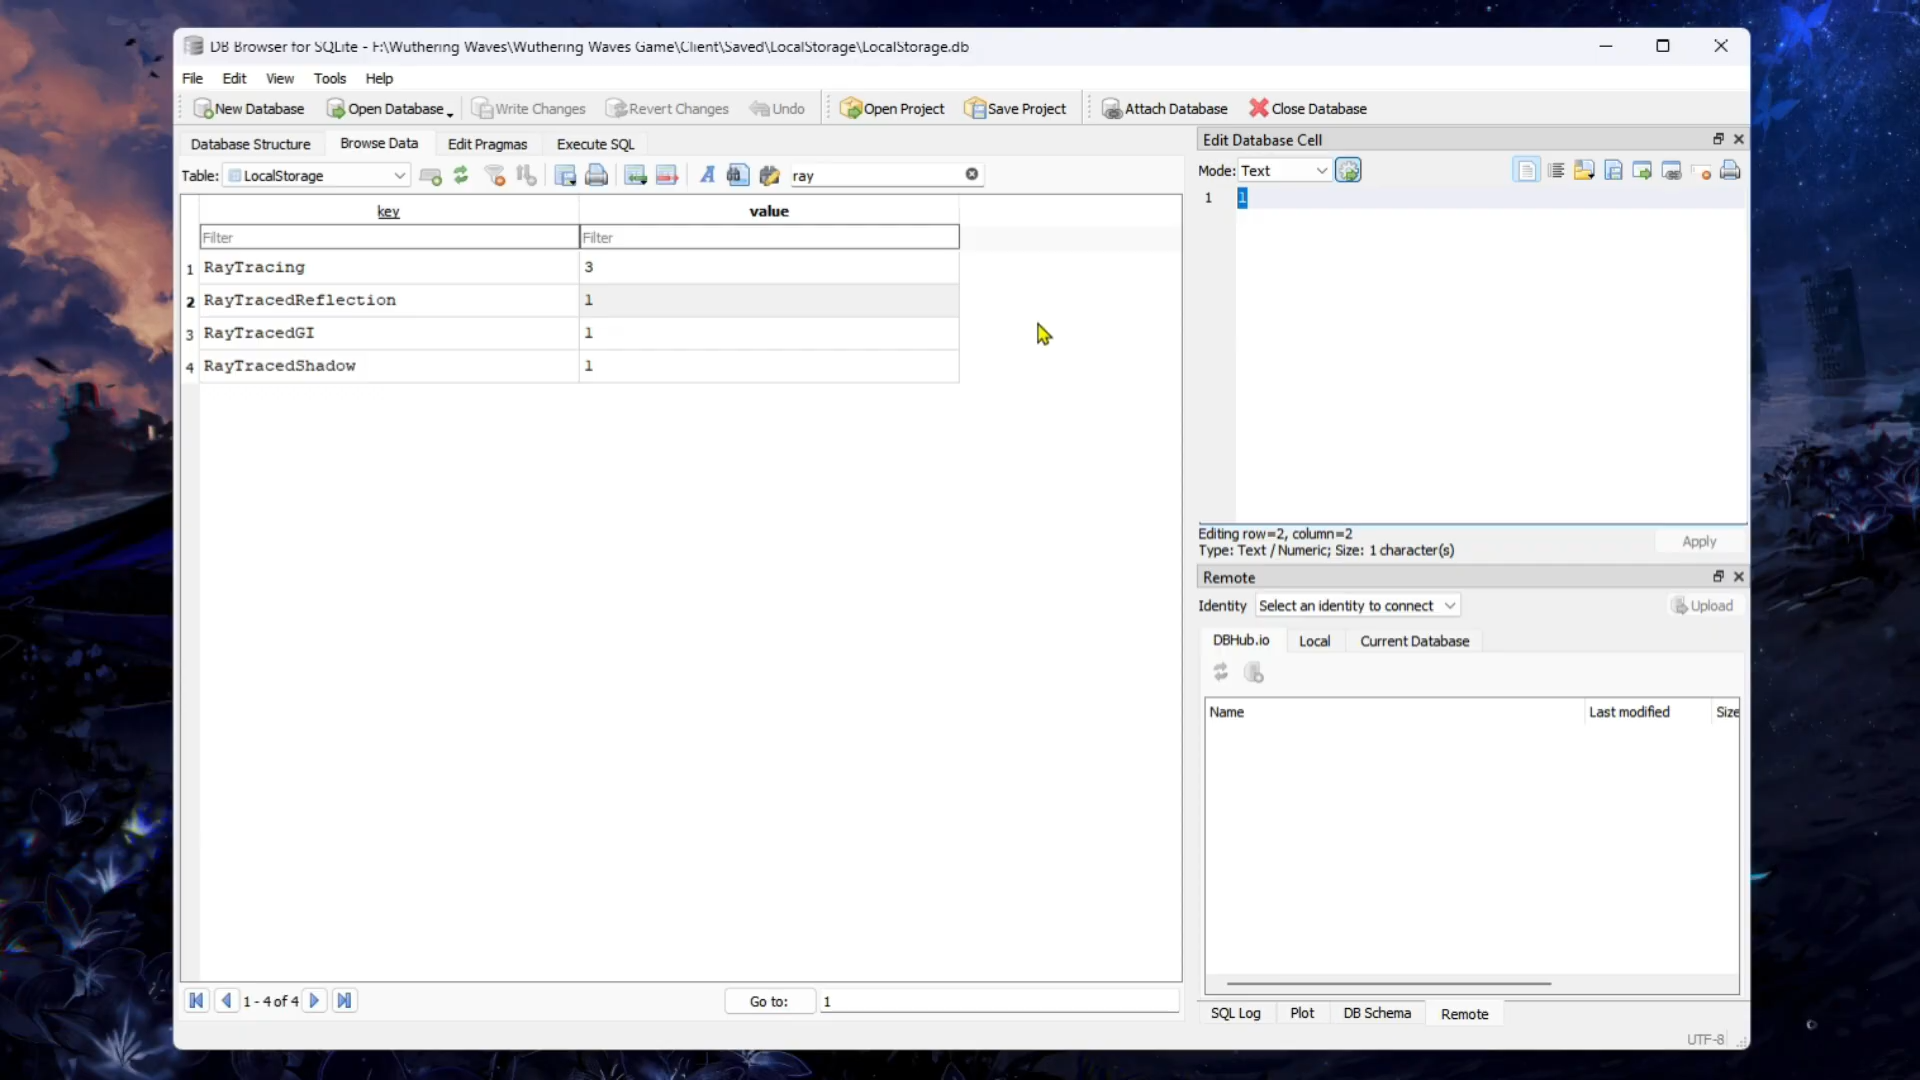 DB Browser for SQLite - F:\Wuthering Waves\Wuthering Waves Game\Client\Saved\LocalStorage\LocalStorage.db
File Edit View Tools Help
New Database Open Database Write Changes Revert Changes Undo Open Project Save Project Attach Database Close Database
Database Structure Browse Data Edit Pragmas Execute SQL
Table: LocalStorage ray
key value
Filter Filter
1 RayTracing 3
2 RayTracedReflection 1
3 RayTracedGI 1
4 RayTracedShadow 1
1 - 4 of 4 Go to: 1
Edit Database Cell
Mode: Text
1 1
Editing row=2, column=2
Type: Text / Numeric; Size: 1 character(s)
Apply
Remote
Identity Select an identity to connect Upload
DBHub.io Local Current Database
Name Last modified Size
SQL Log Plot DB Schema Remote
UTF-8